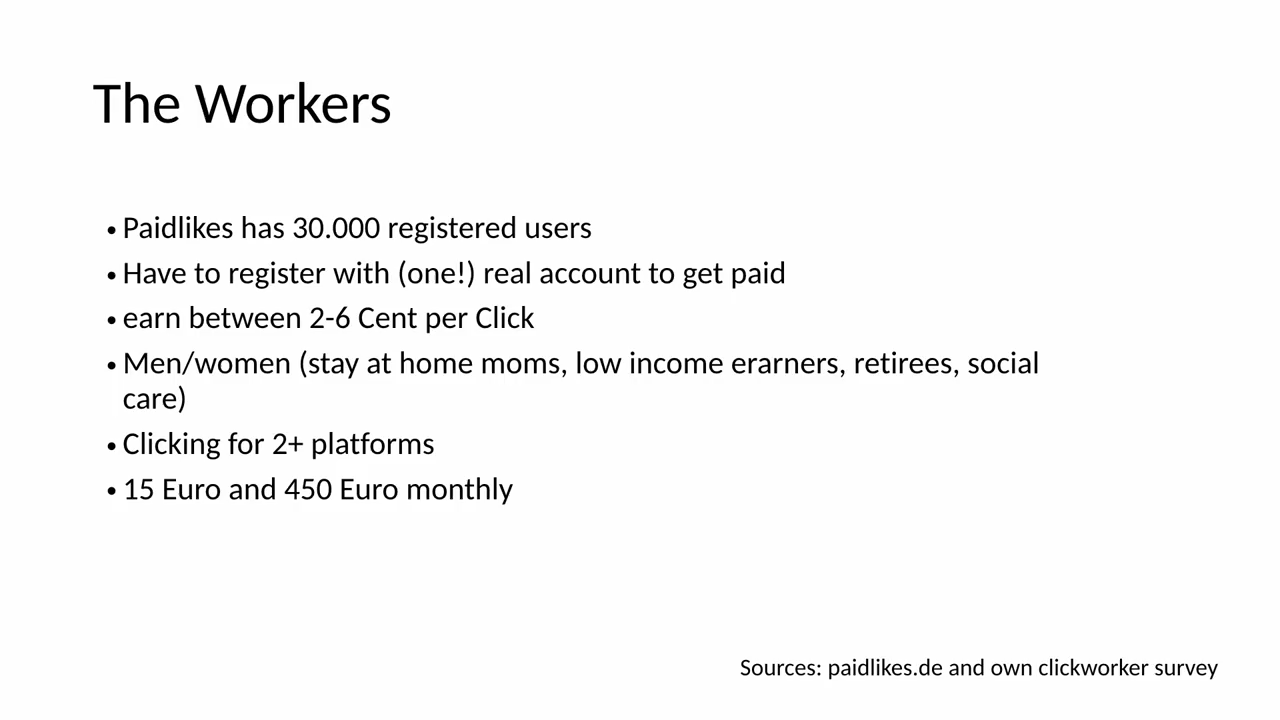 The Workers
• Paidlikes has 30.000 registered users
• Have to register with (one!) real account to get paid
• earn between 2-6 Cent per Click
• Men/women (stay at home moms, low income erarners, retirees, social
care)
• Clicking for 2+ platforms
• 15 Euro and 450 Euro monthly
Sources: paidlikes.de and own clickworker survey